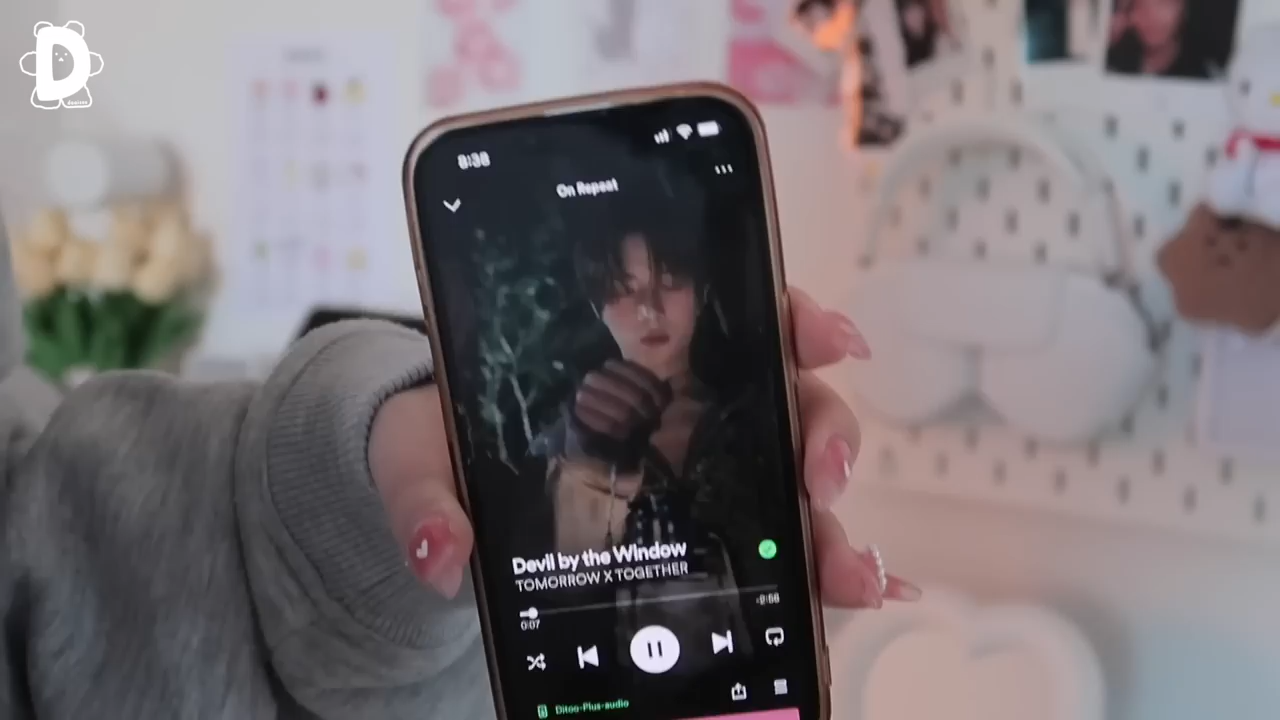 D
8:38
On Repeat
Devil by the Window
TOMORROW X TOGETHER
0:07
-2:56
Ditoo-Plus-audio